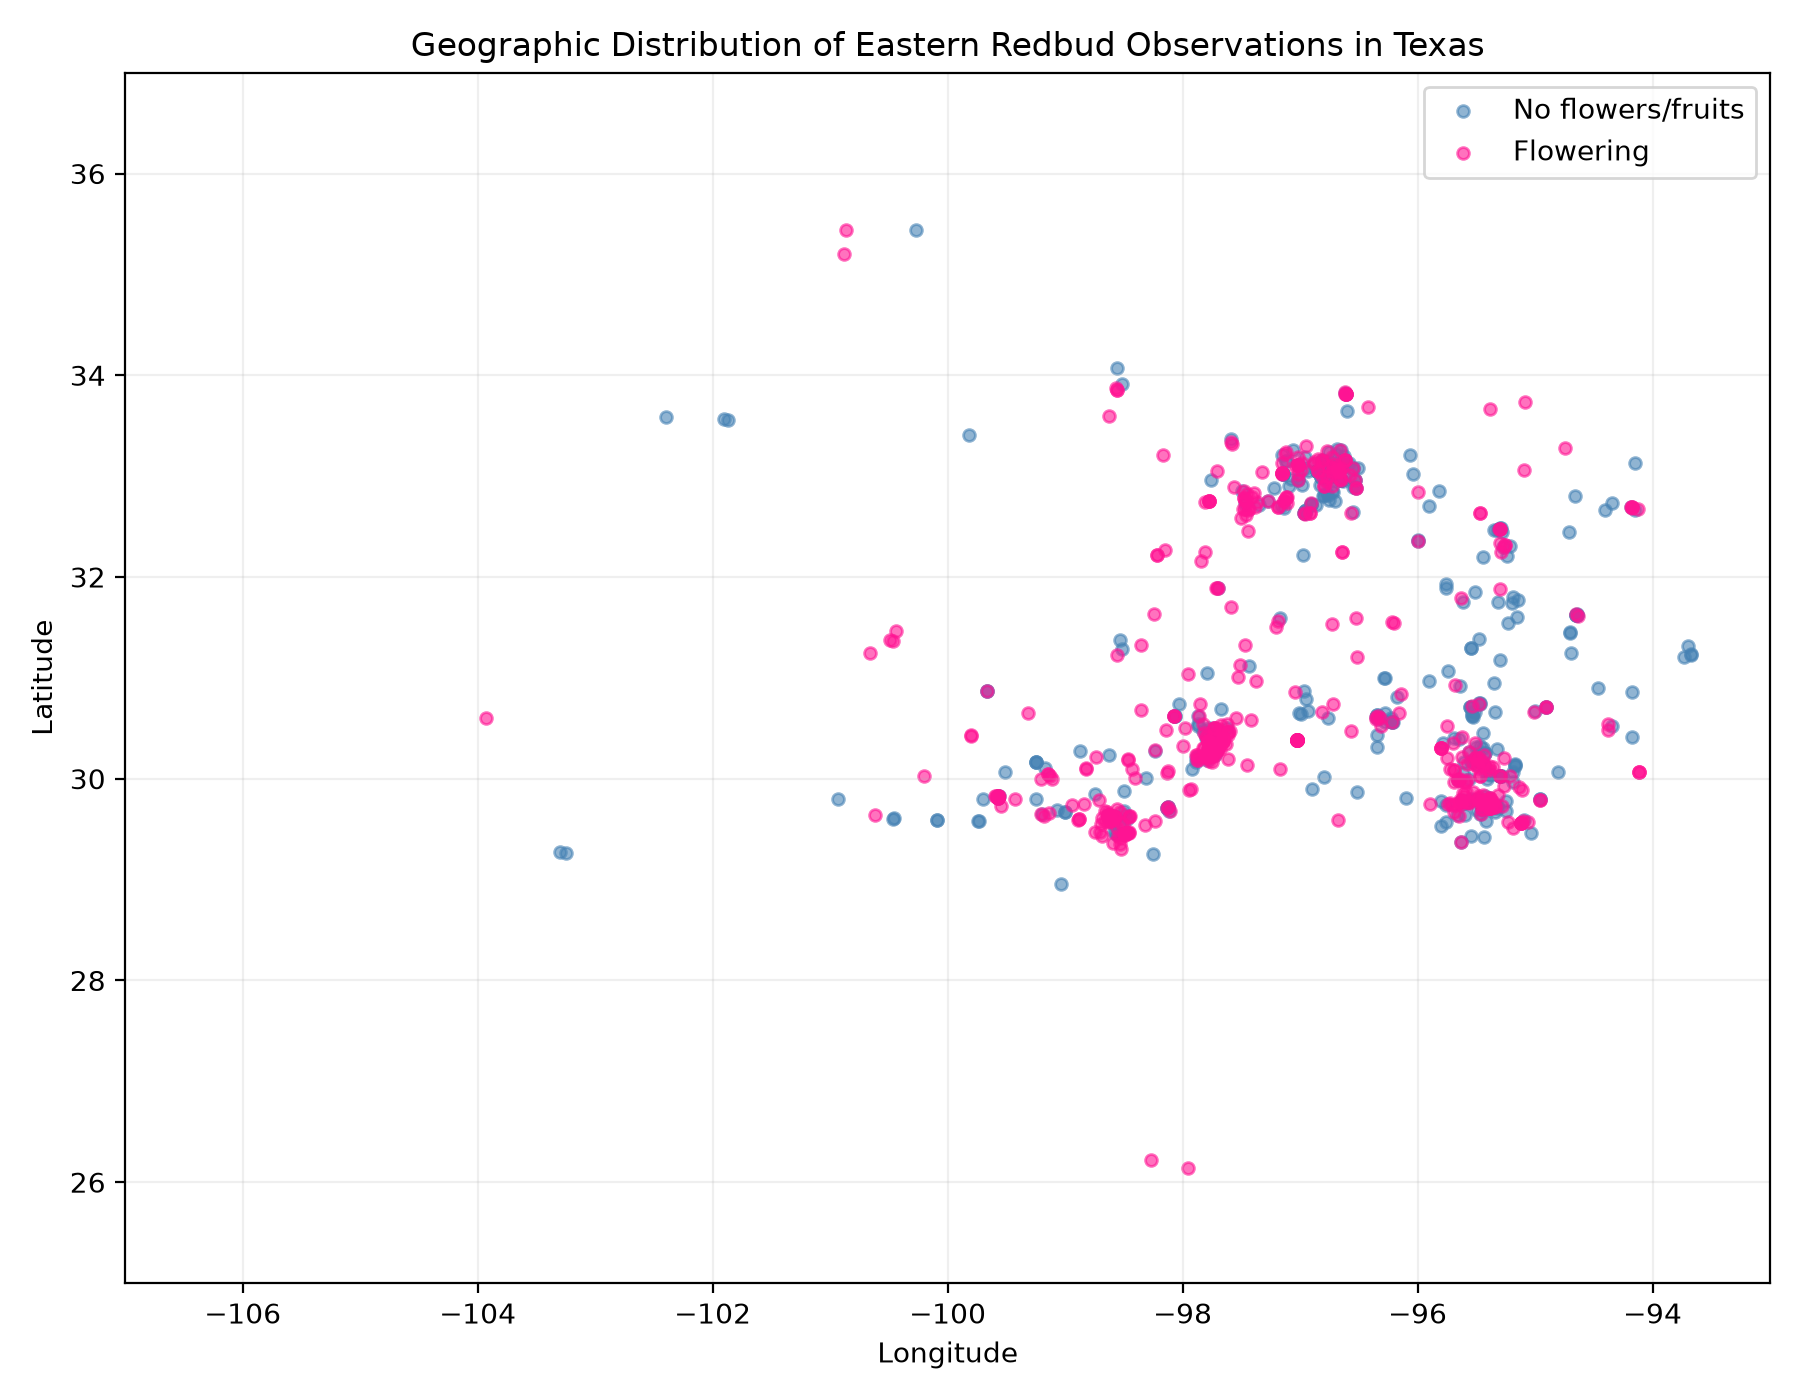 Geographic Distribution of Eastern Redbud Observations in Texas
No flowers/fruits
Flowering
36
34
32
30
28
26
Latitude
−106
−104
−102
−100
−98
−96
−94
Longitude